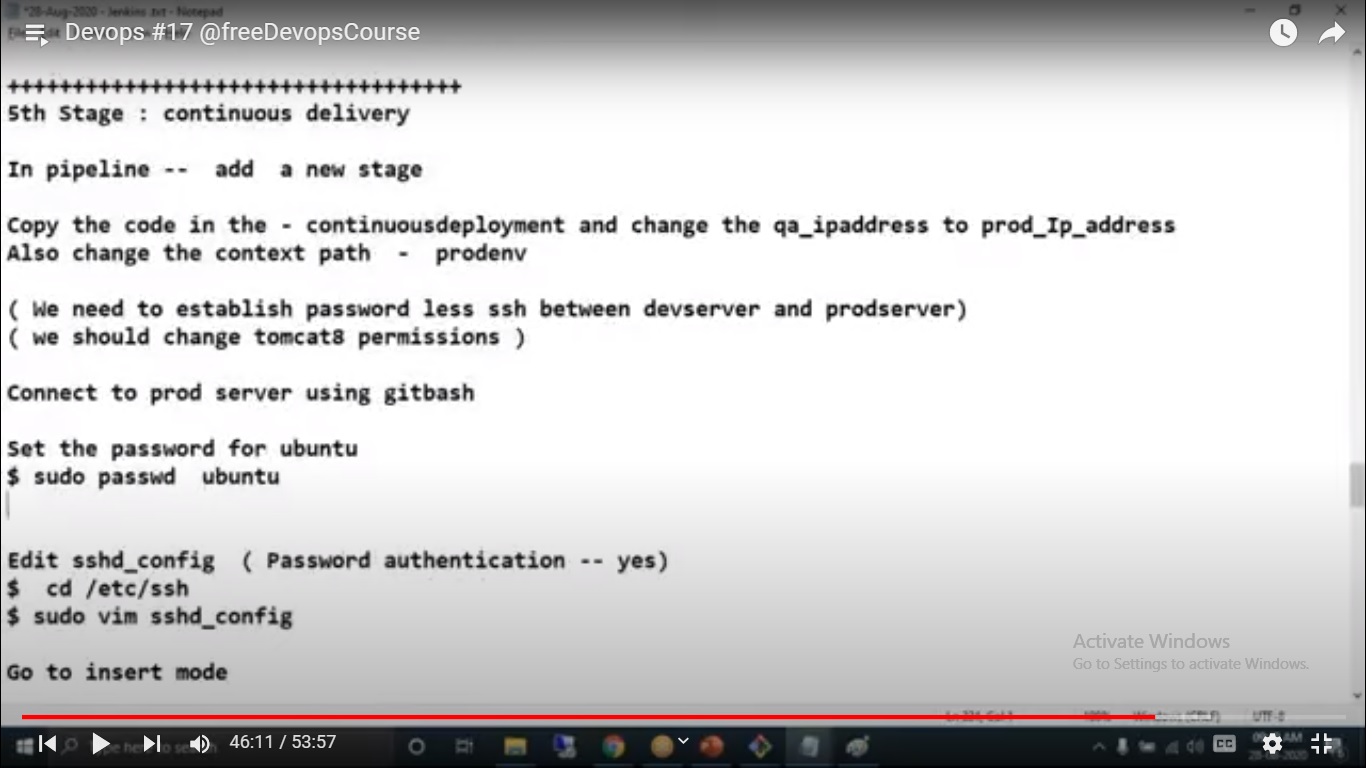 *28-Aug-2020 - Jenkins .txt - Notepad
Devops #17 @freeDevopsCourse
+++++++++++++++++++++++++++++++++++
5th Stage : continuous delivery
In pipeline -- add a new stage
Copy the code in the - continuousdeployment and change the qa_ipaddress to prod_Ip_address
Also change the context path - prodenv
( We need to establish password less ssh between devserver and prodserver)
( we should change tomcat8 permissions )
Connect to prod server using gitbash
Set the password for ubuntu
$ sudo passwd ubuntu
Edit sshd_config ( Password authentication -- yes)
$ cd /etc/ssh
$ sudo vim sshd_config
Go to insert mode
Activate Windows
Go to Settings to activate Windows.
100% Windows (CRLF) UTF-8
46:11 / 53:57
CC